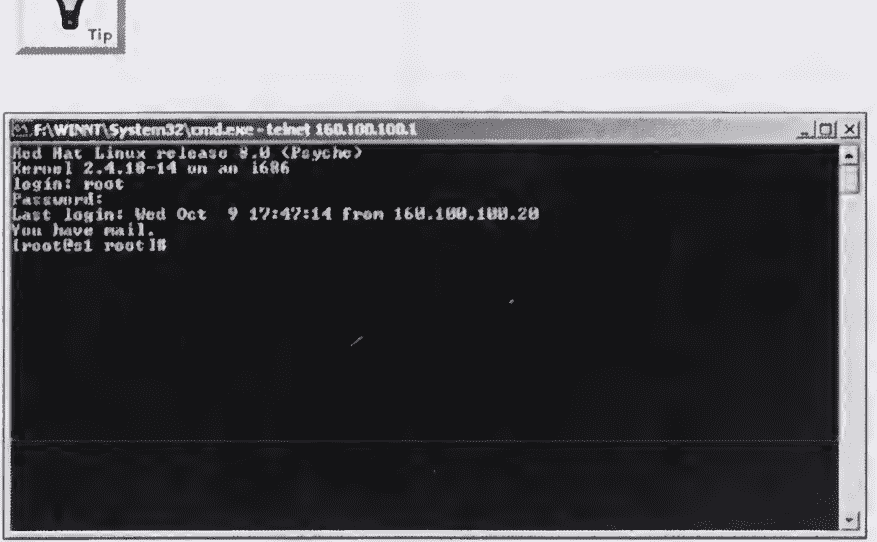 Tip
F:\WINNT\System32\cmd.exe - telnet 160.100.100.1
Red Hat Linux release 8.0 (Psyche)
Kernel 2.4.18-14 on an i686
login: root
Password:
Last login: Wed Oct  9 17:47:14 from 160.100.100.20
You have mail.
[root@s1 root]#